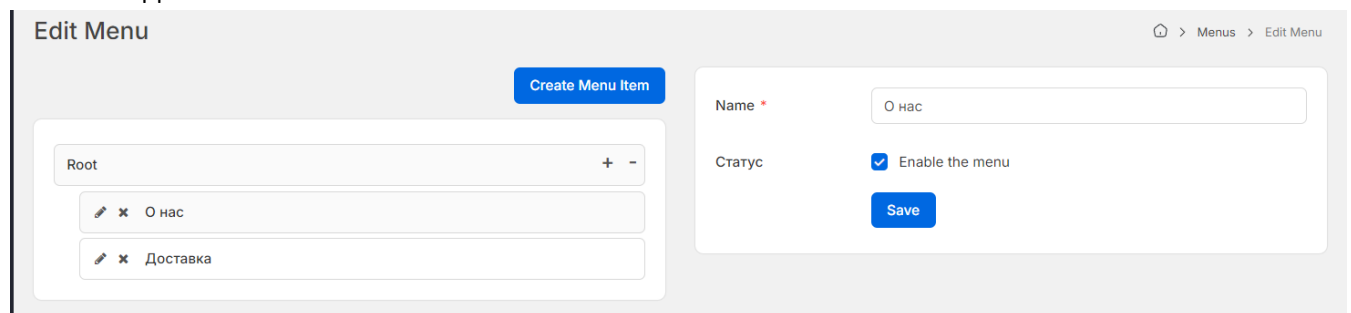 Edit Menu
Menus > Edit Menu
Create Menu Item
Root + -
О нас
Доставка
Name * О нас
Статус Enable the menu
Save